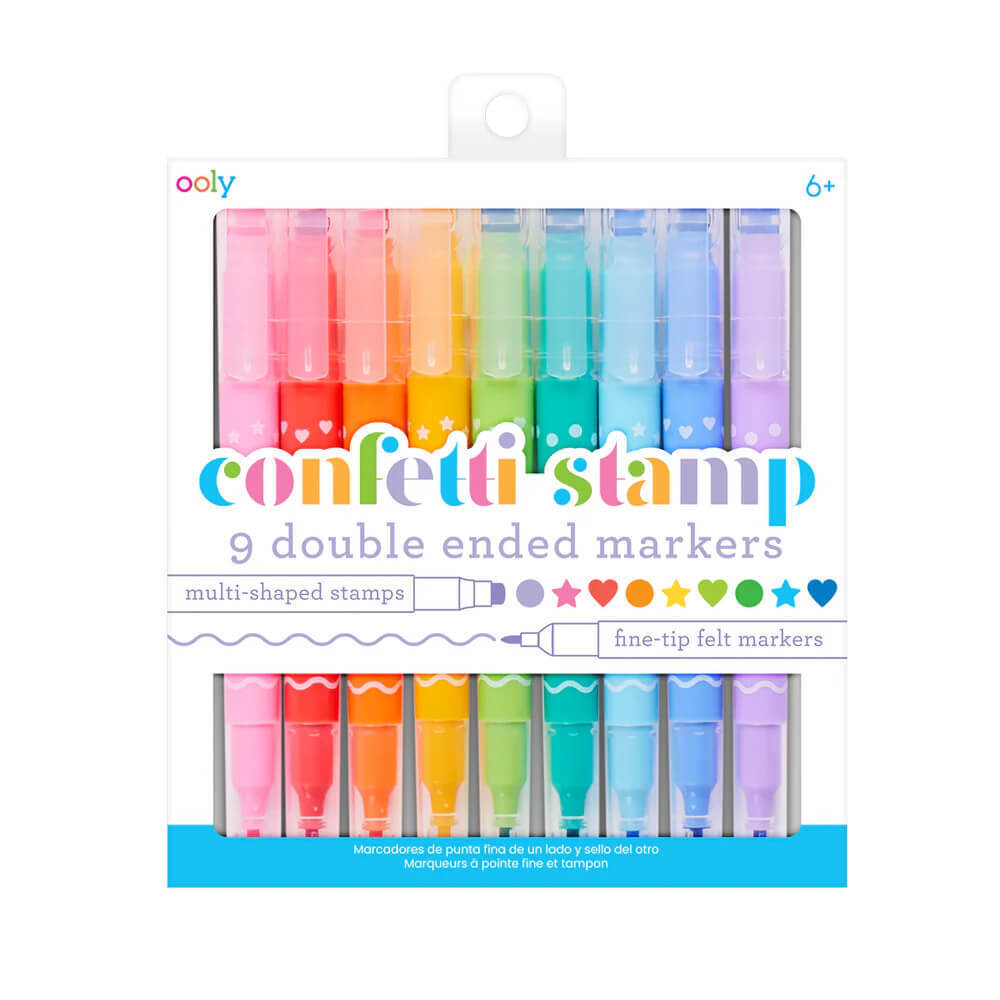 ooly
6+
confetti stamp
9 double ended markers
multi-shaped stamps
fine-tip felt markers
Marcadores de punta fina de un lado y sello del otro
Marqueurs à pointe fine et tampon